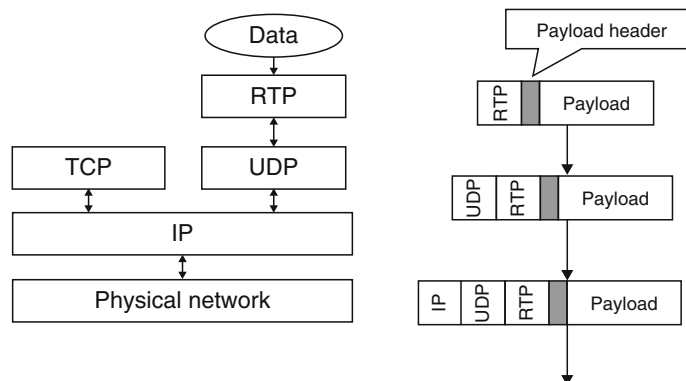 Data
RTP
TCP
UDP
IP
Physical network
Payload header
RTP
Payload
UDP
RTP
Payload
IP
UDP
RTP
Payload